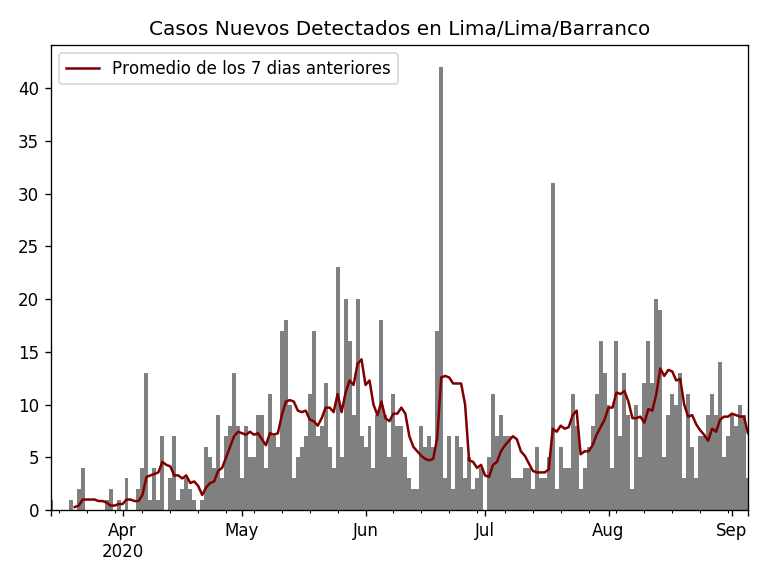 Casos Nuevos Detectados en Lima/Lima/Barranco
Promedio de los 7 dias anteriores
40
35
30
25
20
15
10
5
0
Apr
2020
May
Jun
Jul
Aug
Sep